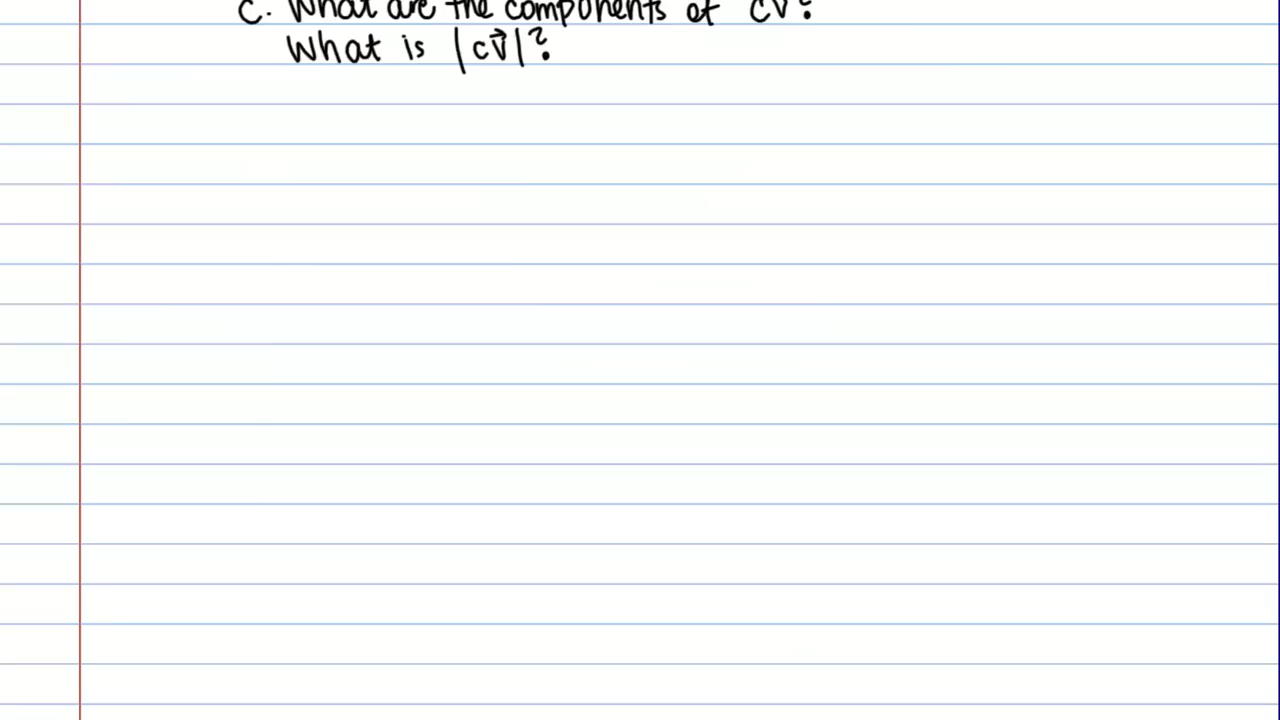 c. What are the components of cv⃗?
What is |cv⃗|?